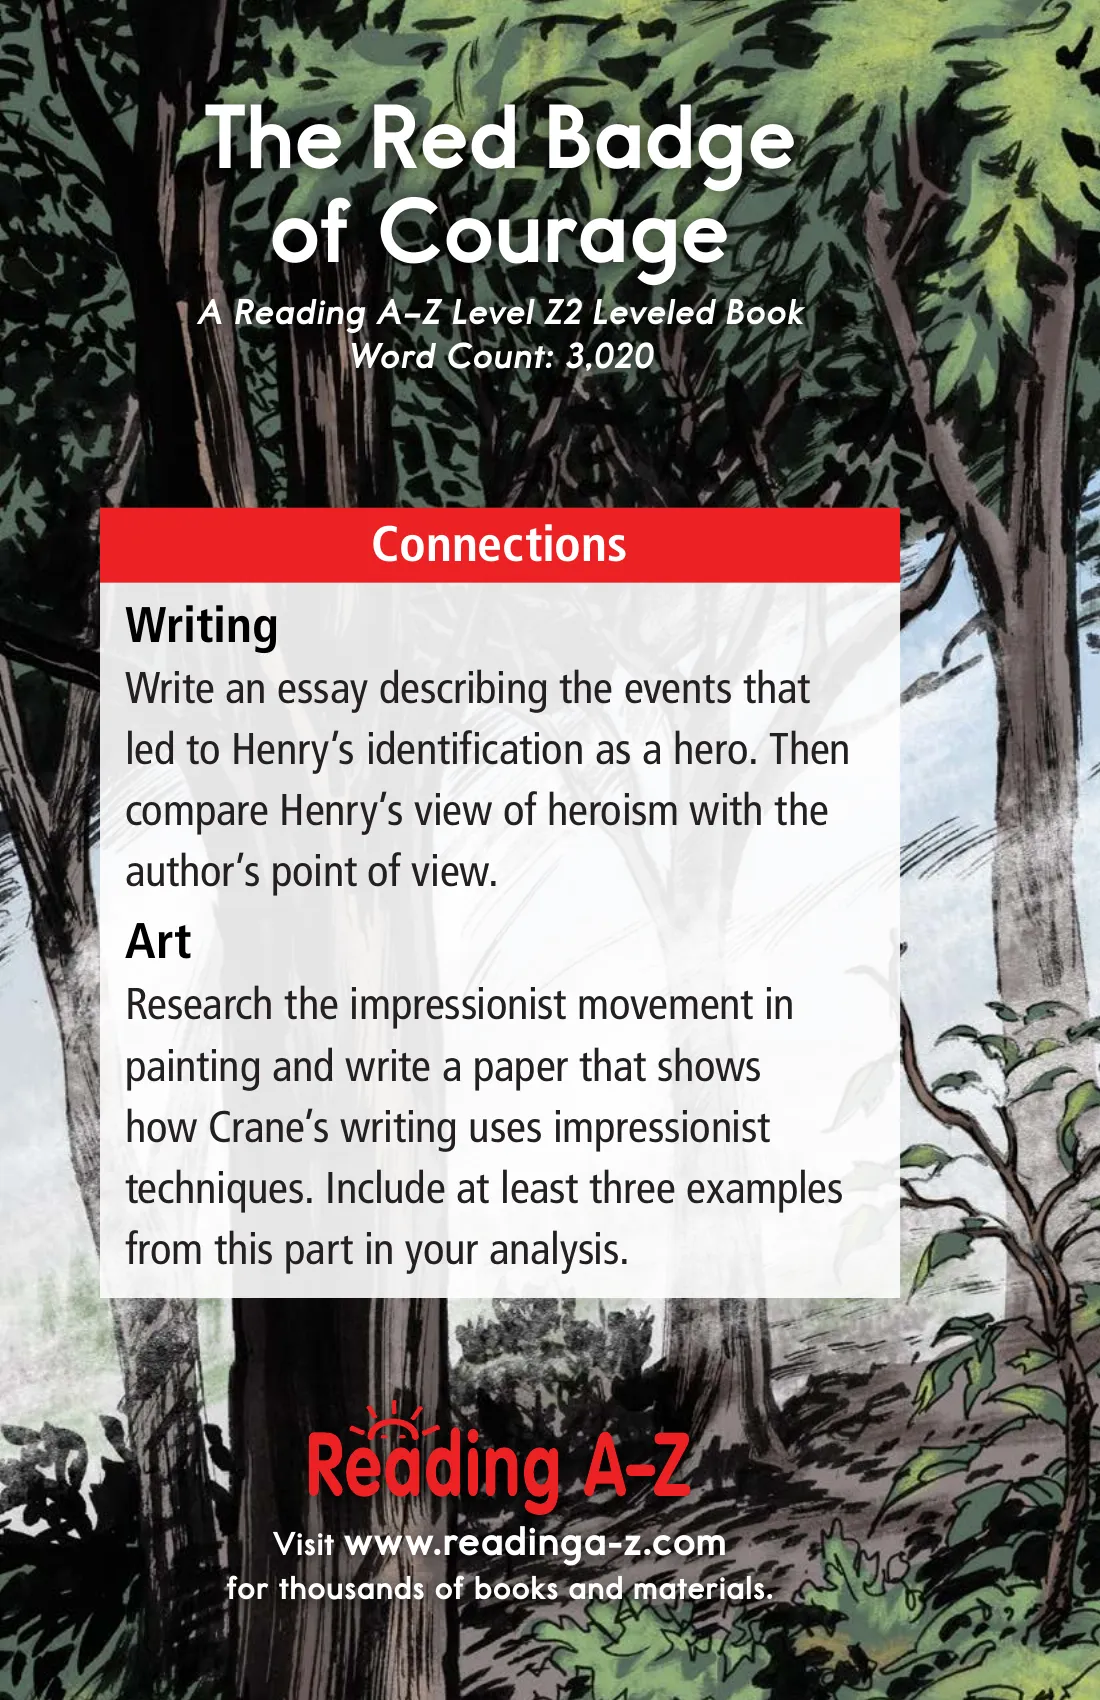 The Red Badge
of Courage
A Reading A–Z Level Z2 Leveled Book
Word Count: 3,020
Connections
Writing
Write an essay describing the events that
led to Henry’s identification as a hero. Then
compare Henry’s view of heroism with the
author’s point of view.
Art
Research the impressionist movement in
painting and write a paper that shows
how Crane’s writing uses impressionist
techniques. Include at least three examples
from this part in your analysis.
Reading A–Z
Visit www.readinga-z.com
for thousands of books and materials.